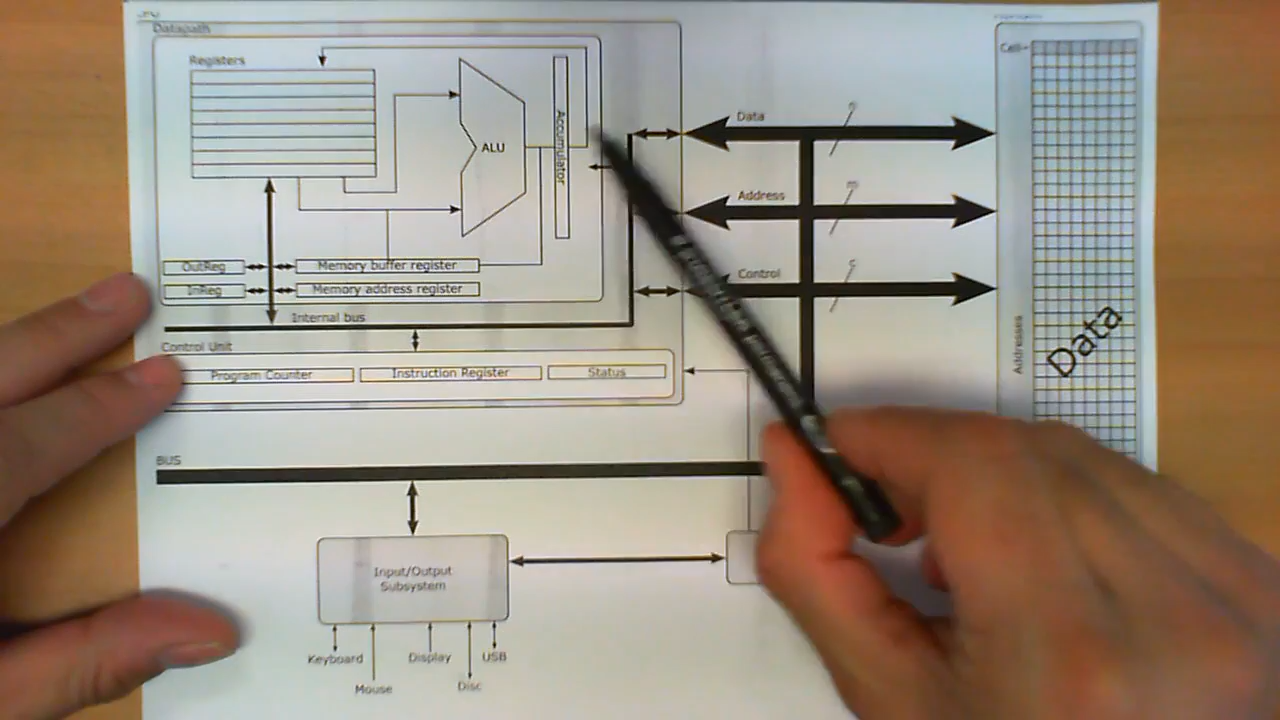 CPU
Datapath
Registers
Cell
ALU
Accumulator
Data
n
Address
m
Control
c
OutReg
Memory buffer register
InReg
Memory address register
Internal bus
Control Unit
Program Counter
Instruction Register
Status
Addresses
Data
BUS
Input/Output
Subsystem
Keyboard
Mouse
Display
Disc
USB